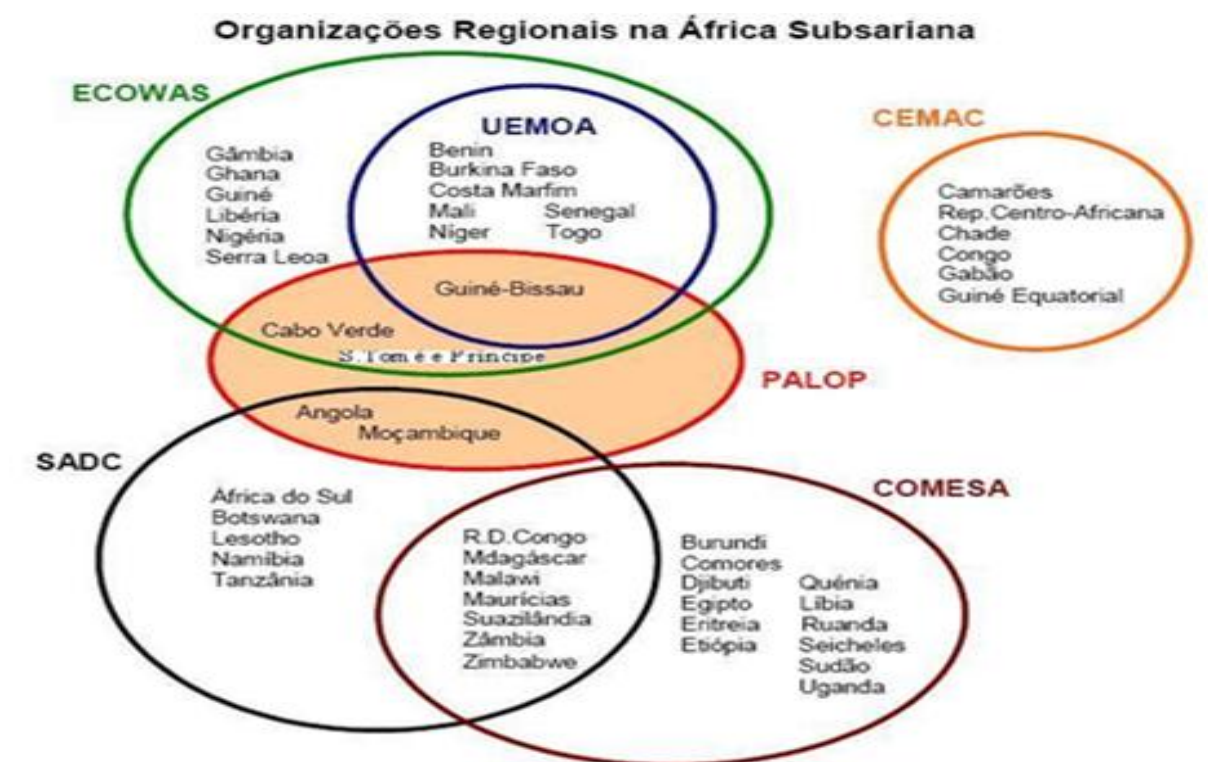 Organizações Regionais na África Subsariana
ECOWAS
UEMOA
CEMAC
Gâmbia
Ghana
Guiné
Libéria
Nigéria
Serra Leoa
Benin
Burkina Faso
Costa Marfim
Mali Senegal
Níger Togo
Camarões
Rep.Centro-Africana
Chade
Congo
Gabão
Guiné Equatorial
Guiné-Bissau
Cabo Verde
S.Tomé e Príncipe
PALOP
Angola
Moçambique
SADC
COMESA
África do Sul
Botswana
Lesotho
Namíbia
Tanzânia
R.D.Congo
Mdagáscar
Malawi
Maurícias
Suazilândia
Zâmbia
Zimbabwe
Burundi
Comores
Djibuti Quénia
Egipto Líbia
Eritreia Ruanda
Etiópia Seicheles
Sudão
Uganda